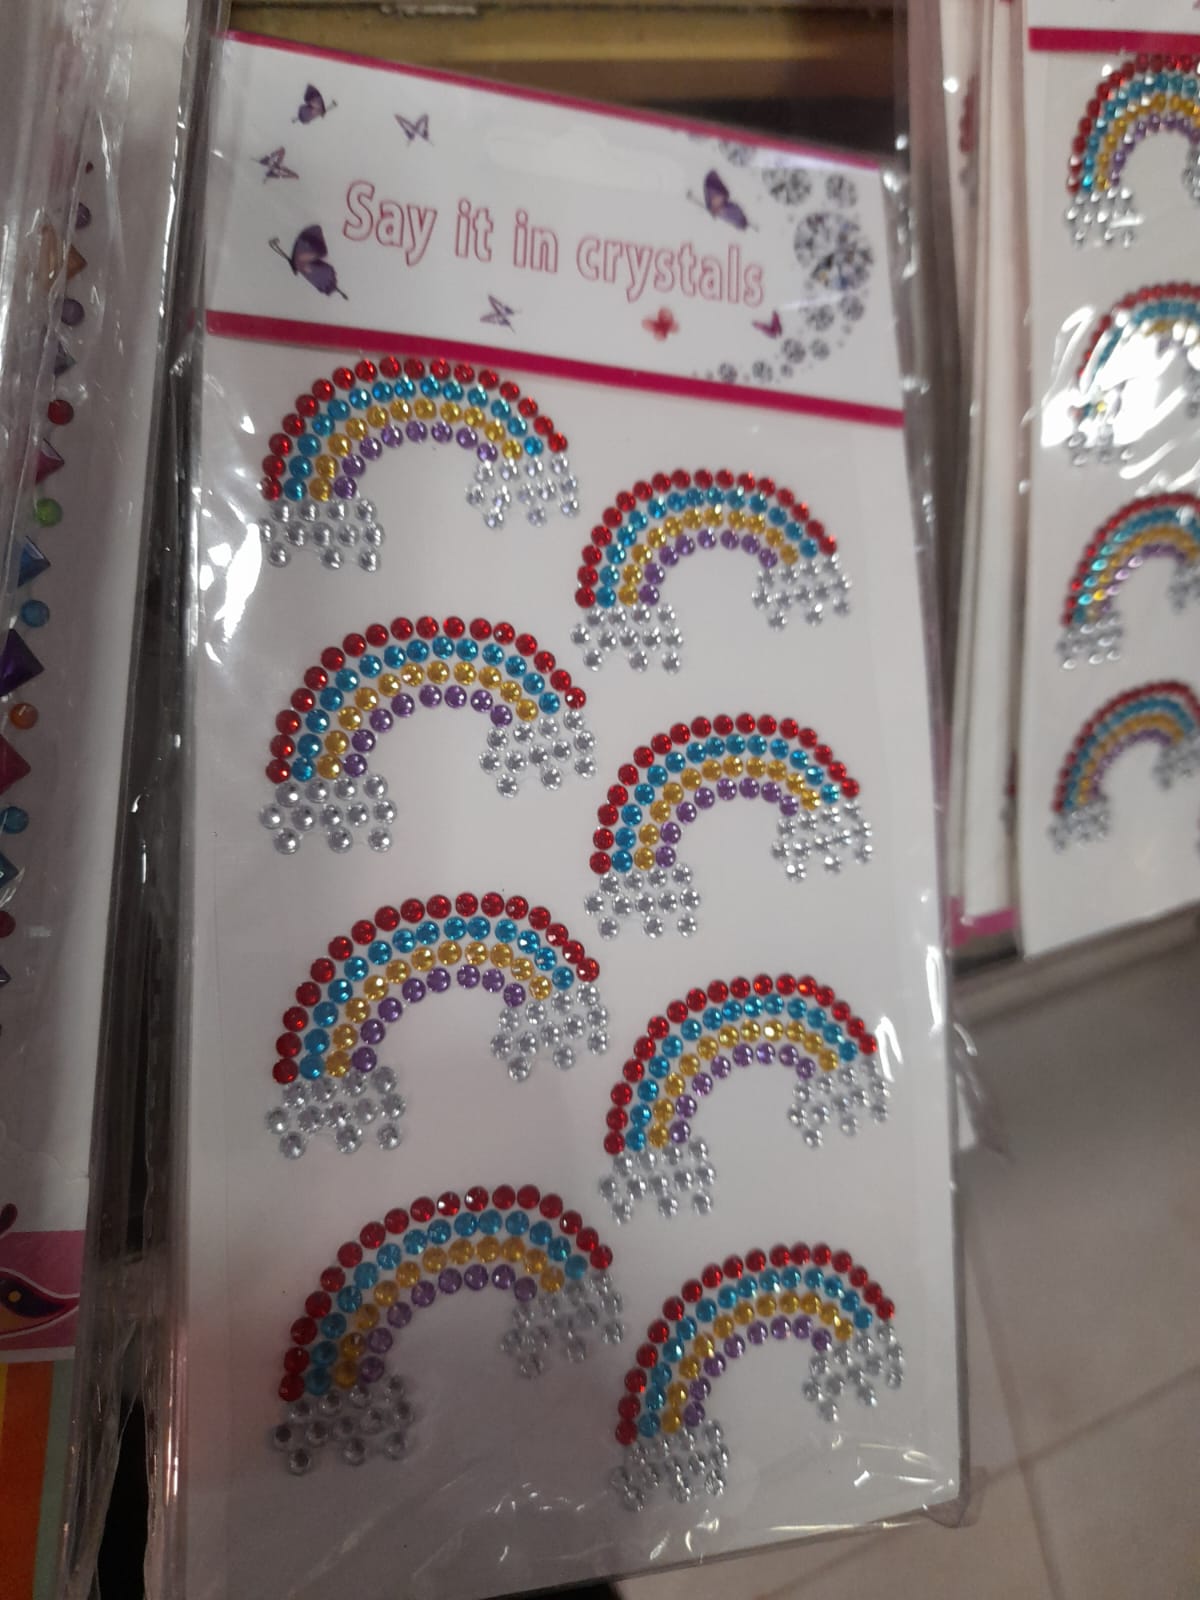 Say it in crystals